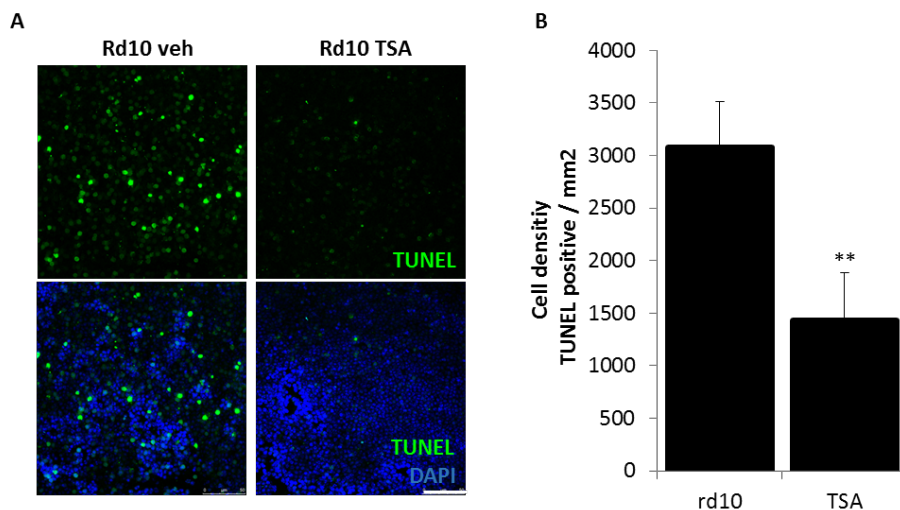 A
Rd10 veh
Rd10 TSA
TUNEL
TUNEL
DAPI
B
Cell densitiy
TUNEL positive / mm2
4000
3500
3000
2500
2000
1500
1000
500
0
**
rd10
TSA